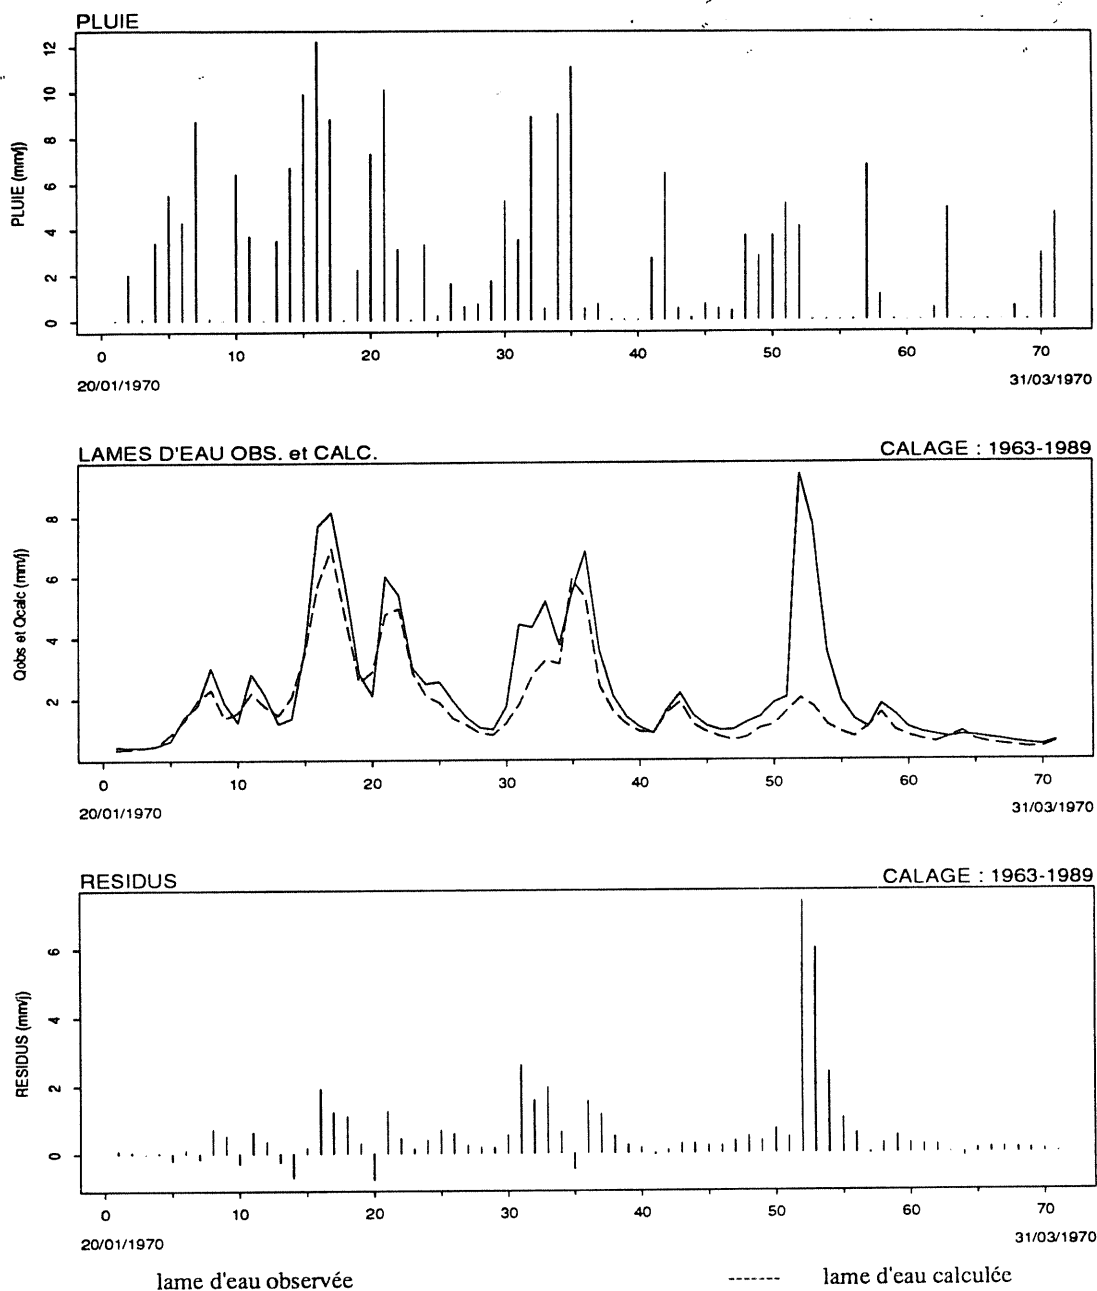 PLUIE
PLUIE (mm/j)
12
10
8
6
4
2
0
0 10 20 30 40 50 60 70
20/01/1970 31/03/1970
LAMES D'EAU OBS. et CALC. CALAGE : 1963-1989
Qobs et Qcalc (mm/j)
8
6
4
2
0 10 20 30 40 50 60 70
20/01/1970 31/03/1970
RESIDUS CALAGE : 1963-1989
RESIDUS (mm/j)
6
4
2
0
0 10 20 30 40 50 60 70
20/01/1970 31/03/1970
lame d'eau observée lame d'eau calculée